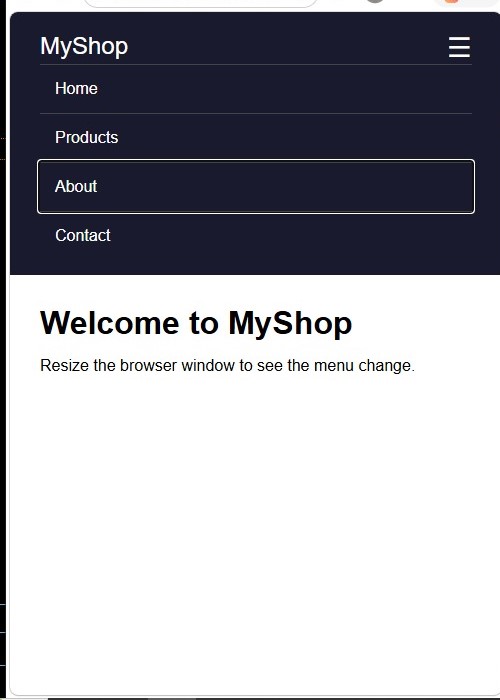 MyShop
Home
Products
About
Contact
Welcome to MyShop
Resize the browser window to see the menu change.